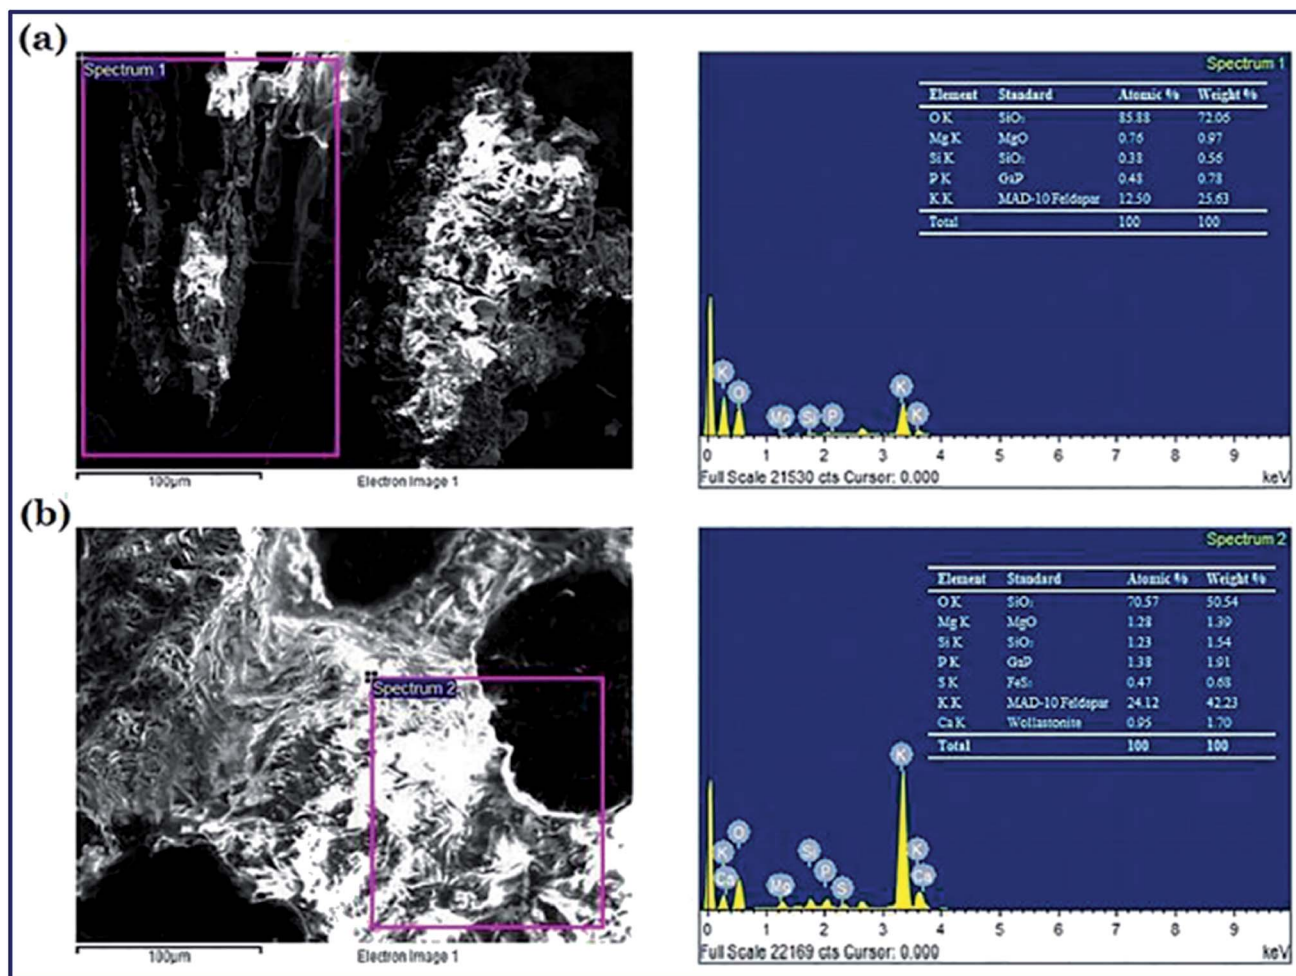 (a)
Spectrum 1
100µm
Electron Image 1
Spectrum 1
Element Standard Atomic % Weight %
O K SiO₂ 85.88 72.06
Mg K MgO 0.76 0.97
Si K SiO₂ 0.38 0.56
P K GaP 0.48 0.78
K K MAD-10 Feldspar 12.50 25.63
Total 100 100
K
O
Mg
Si
P
K
K
0 1 2 3 4 5 6 7 8 9
Full Scale 21530 cts Cursor: 0.000
keV
(b)
Spectrum 2
100µm
Electron Image 1
Spectrum 2
Element Standard Atomic % Weight %
O K SiO₂ 70.57 50.54
Mg K MgO 1.28 1.39
Si K SiO₂ 1.23 1.54
P K GaP 1.38 1.91
S K FeS₂ 0.47 0.68
K K MAD-10 Feldspar 24.12 42.23
Ca K Wollastonite 0.95 1.70
Total 100 100
K
O
K
Ca
Mg
Si
P
S
K
Ca
0 1 2 3 4 5 6 7 8 9
Full Scale 22169 cts Cursor: 0.000
keV